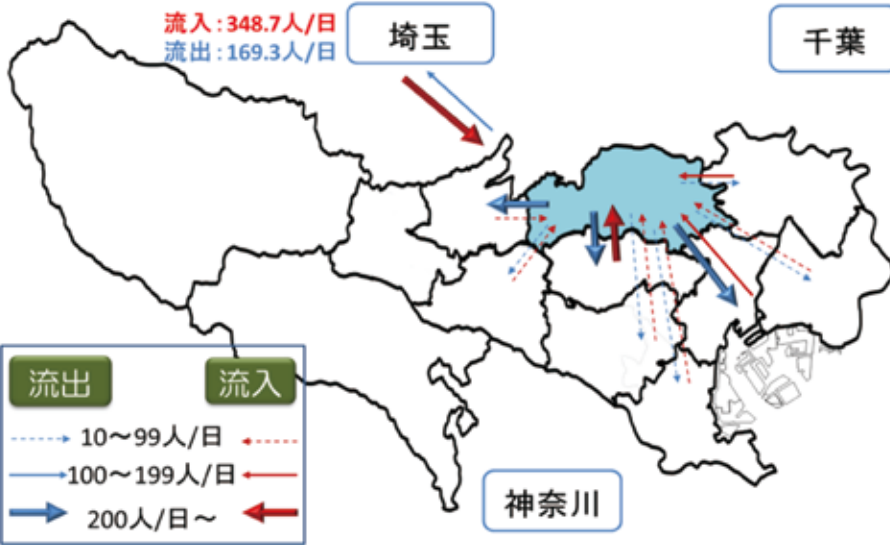 流入:348.7人/日
流出:169.3人/日
埼玉
千葉
流出
流入
10～99人/日
100～199人/日
200人/日～
神奈川